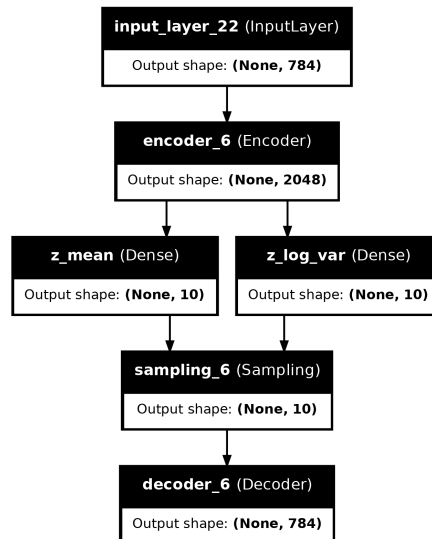 input_layer_22 (InputLayer)
Output shape: (None, 784)
encoder_6 (Encoder)
Output shape: (None, 2048)
z_mean (Dense)
Output shape: (None, 10)
z_log_var (Dense)
Output shape: (None, 10)
sampling_6 (Sampling)
Output shape: (None, 10)
decoder_6 (Decoder)
Output shape: (None, 784)